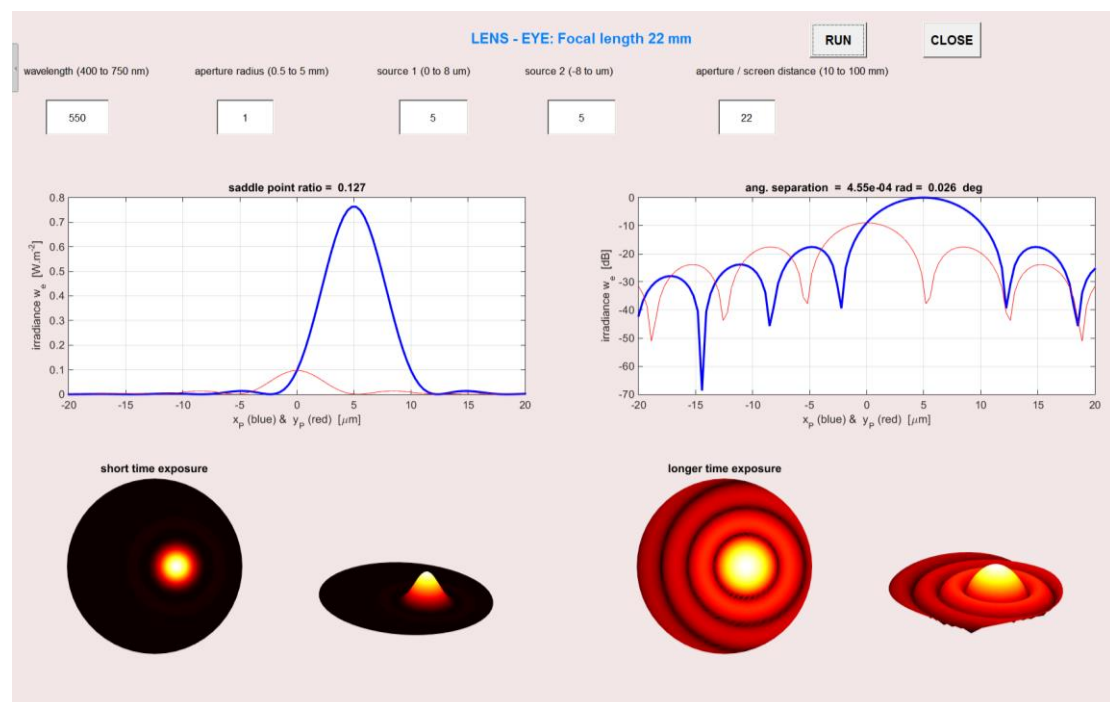 LENS - EYE: Focal length 22 mm
RUN
CLOSE
wavelength (400 to 750 nm)
aperture radius (0.5 to 5 mm)
source 1 (0 to 8 um)
source 2 (-8 to um)
aperture / screen distance (10 to 100 mm)
550
1
5
5
22
saddle point ratio = 0.127
0.8
0.7
0.6
0.5
0.4
0.3
0.2
0.1
0
irradiance w_e [W.m^-2]
-20 -15 -10 -5 0 5 10 15 20
x_P (blue) & y_P (red) [μm]
ang. separation = 4.55e-04 rad = 0.026 deg
0
-10
-20
-30
-40
-50
-60
-70
irradiance w_e [dB]
-20 -15 -10 -5 0 5 10 15 20
x_P (blue) & y_P (red) [μm]
short time exposure
longer time exposure